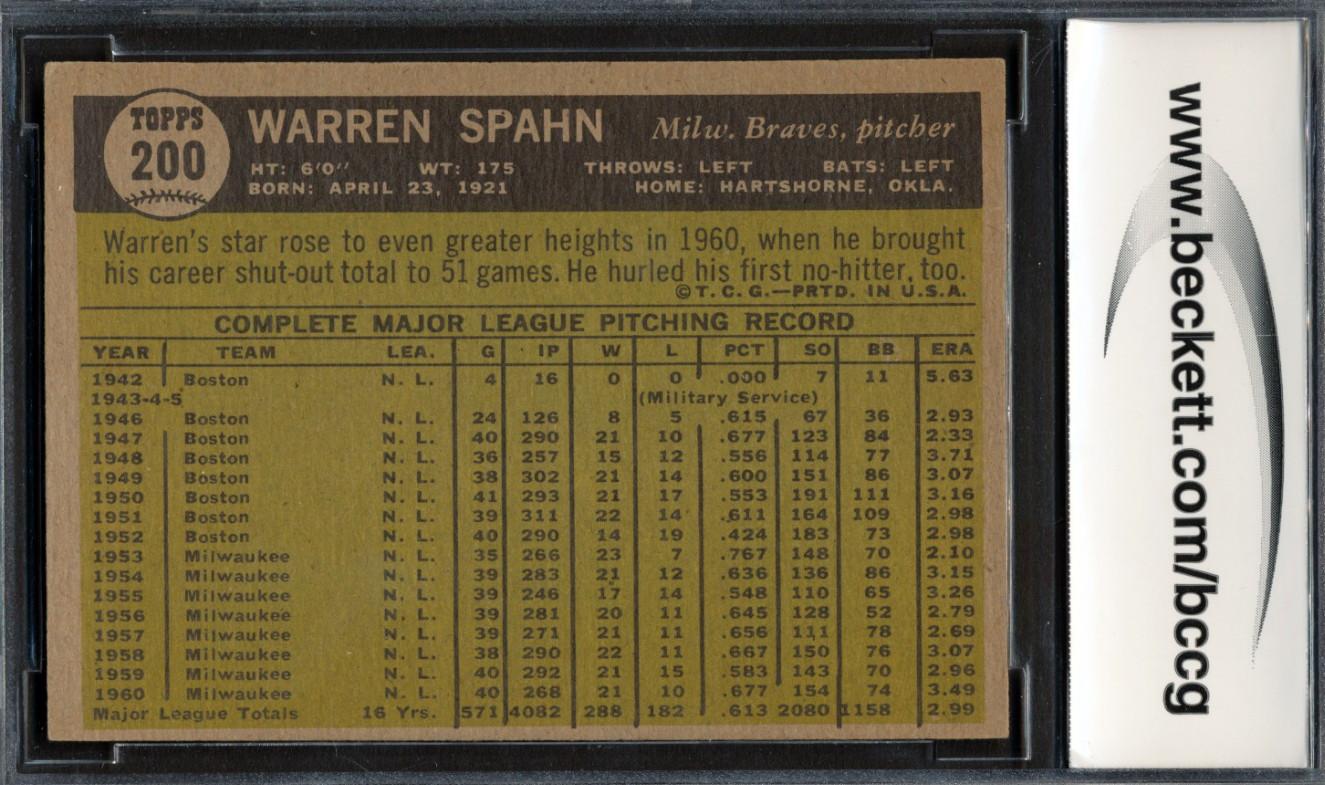 TOPPS
200
WARREN SPAHN Milw. Braves, pitcher
HT: 6'0" WT: 175 THROWS: LEFT BATS: LEFT
BORN: APRIL 23, 1921 HOME: HARTSHORNE, OKLA.
Warren's star rose to even greater heights in 1960, when he brought
his career shut-out total to 51 games. He hurled his first no-hitter, too.
©T.C.G.—PRTD. IN U.S.A.
COMPLETE MAJOR LEAGUE PITCHING RECORD
YEAR TEAM LEA. G IP W L PCT SO BB ERA
1942 Boston N. L. 4 16 0 0 .000 7 11 5.63
1943-4-5 (Military Service)
1946 Boston N. L. 24 126 8 5 .615 67 36 2.93
1947 Boston N. L. 40 290 21 10 .677 123 84 2.33
1948 Boston N. L. 36 257 15 12 .556 114 77 3.71
1949 Boston N. L. 38 302 21 14 .600 151 86 3.07
1950 Boston N. L. 41 293 21 17 .553 191 111 3.16
1951 Boston N. L. 39 311 22 14 .611 164 109 2.98
1952 Boston N. L. 40 290 14 19 .424 183 73 2.98
1953 Milwaukee N. L. 35 266 23 7 .767 148 70 2.10
1954 Milwaukee N. L. 39 283 21 12 .636 136 86 3.15
1955 Milwaukee N. L. 39 246 17 14 .548 110 65 3.26
1956 Milwaukee N. L. 39 281 20 11 .645 128 52 2.79
1957 Milwaukee N. L. 39 271 21 11 .656 111 78 2.69
1958 Milwaukee N. L. 38 290 22 11 .667 150 76 3.07
1959 Milwaukee N. L. 40 292 21 15 .583 143 70 2.96
1960 Milwaukee N. L. 40 268 21 10 .677 154 74 3.49
Major League Totals 16 Yrs. 571 4082 288 182 .613 2080 1158 2.99
www.beckett.com/bccg